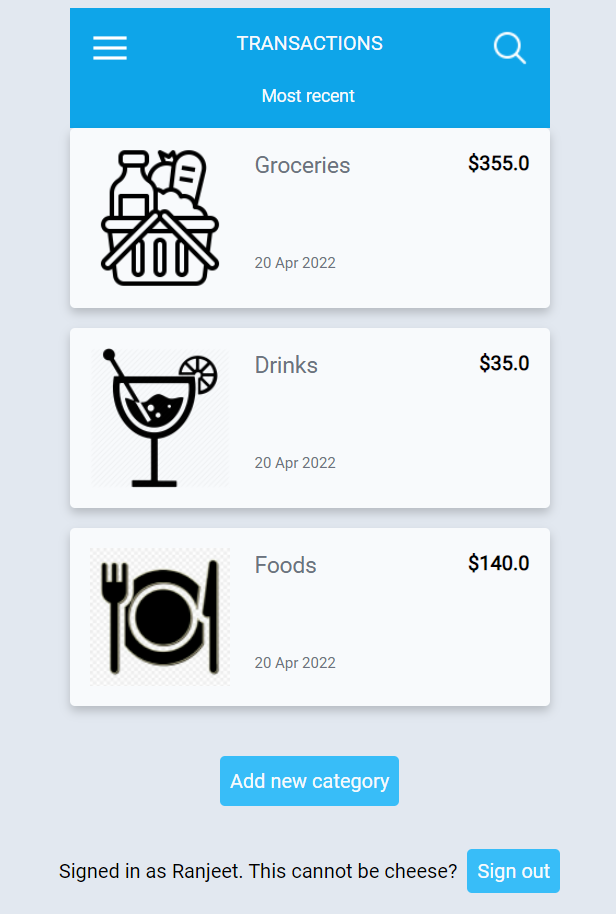 TRANSACTIONS
Most recent
Groceries
$355.0
20 Apr 2022
Drinks
$35.0
20 Apr 2022
Foods
$140.0
20 Apr 2022
Add new category
Signed in as Ranjeet. This cannot be cheese?
Sign out